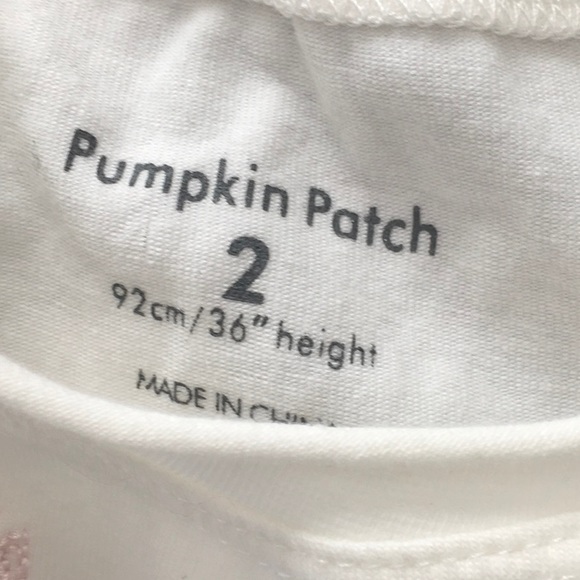 Pumpkin Patch
2
92cm/36" height
MADE IN